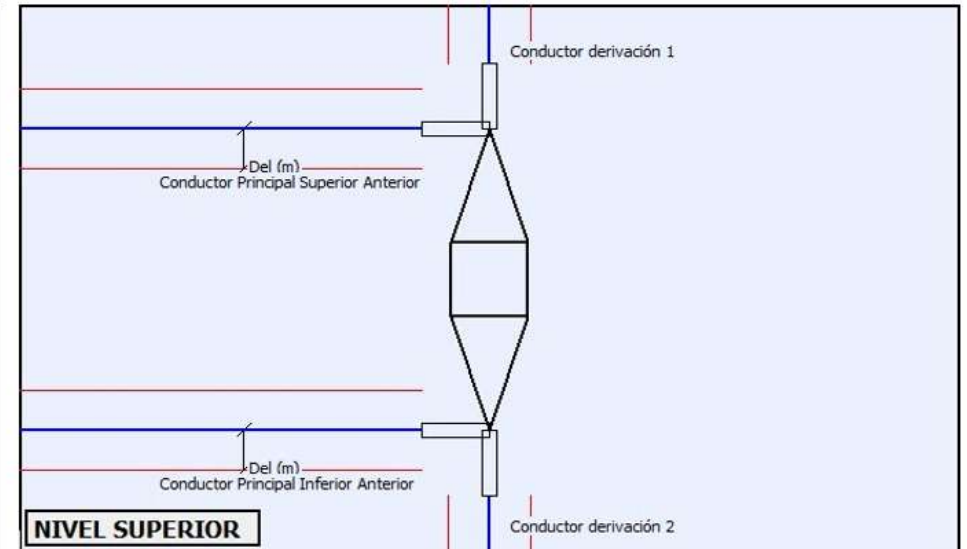 Conductor derivación 1
Del (m)
Conductor Principal Superior Anterior
Del (m)
Conductor Principal Inferior Anterior
NIVEL SUPERIOR
Conductor derivación 2